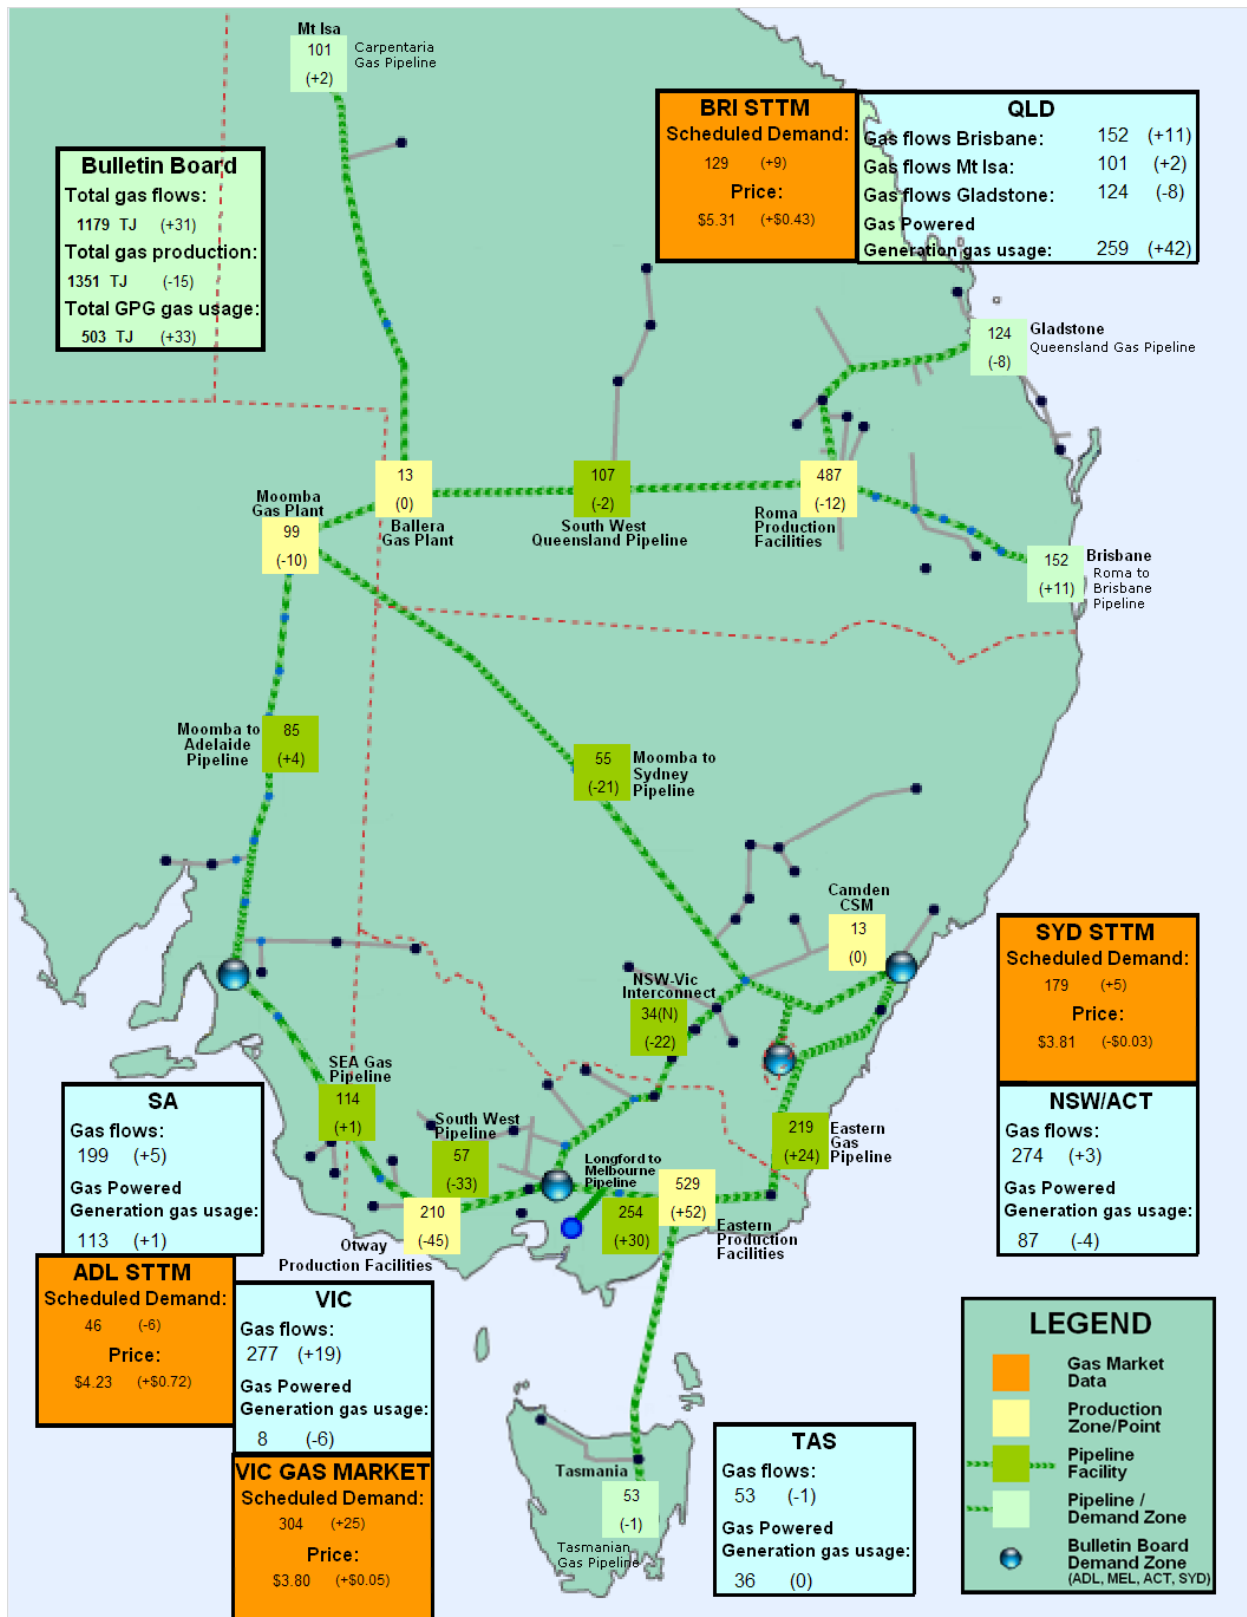 Mt Isa
101
(+2)
Carpentaria
Gas Pipeline
BRI STTM
Scheduled Demand:
129 (+9)
Price:
$5.31 (+$0.43)
QLD
Gas flows Brisbane: 152 (+11)
Gas flows Mt Isa: 101 (+2)
Gas flows Gladstone: 124 (-8)
Gas Powered
Generation gas usage: 259 (+42)
Bulletin Board
Total gas flows:
1179 TJ (+31)
Total gas production:
1351 TJ (-15)
Total GPG gas usage:
503 TJ (+33)
124
(-8)
Gladstone
Queensland Gas Pipeline
13
(0)
Ballera
Gas Plant
107
(-2)
South West
Queensland Pipeline
487
(-12)
Roma
Production
Facilities
Moomba
Gas Plant
99
(-10)
152
(+11)
Brisbane
Roma to
Brisbane
Pipeline
Moomba to
Adelaide
Pipeline
85
(+4)
55
(-21)
Moomba to
Sydney
Pipeline
Camden
CSM
13
(0)
NSW-Vic
Interconnect
34(N)
(-22)
SYD STTM
Scheduled Demand:
179 (+5)
Price:
$3.81 (-$0.03)
NSW/ACT
Gas flows:
274 (+3)
Gas Powered
Generation gas usage:
87 (-4)
SEA Gas
Pipeline
114
(+1)
South West
Pipeline
57
(-33)
Longford to
Melbourne
Pipeline
254
(+30)
529
(+52)
Eastern
Production
Facilities
219
(+24)
Eastern
Gas
Pipeline
210
(-45)
Otway
Production Facilities
SA
Gas flows:
199 (+5)
Gas Powered
Generation gas usage:
113 (+1)
ADL STTM
Scheduled Demand:
46 (-6)
Price:
$4.23 (+$0.72)
VIC
Gas flows:
277 (+19)
Gas Powered
Generation gas usage:
8 (-6)
VIC GAS MARKET
Scheduled Demand:
304 (+25)
Price:
$3.80 (+$0.05)
Tasmania
53
(-1)
Tasmanian
Gas Pipeline
TAS
Gas flows:
53 (-1)
Gas Powered
Generation gas usage:
36 (0)
LEGEND
Gas Market
Data
Production
Zone/Point
Pipeline
Facility
Pipeline /
Demand Zone
Bulletin Board
Demand Zone
(ADL, MEL, ACT, SYD)